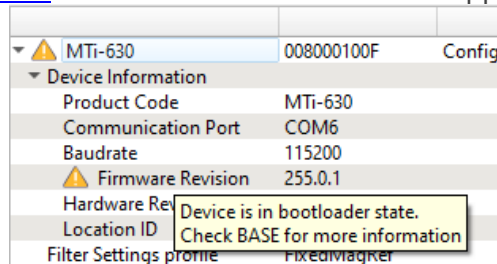 MTi-630 008000100F Config
Device Information
Product Code MTi-630
Communication Port COM6
Baudrate 115200
Firmware Revision 255.0.1
Hardware Rev
Device is in bootloader state.
Location ID
Check BASE for more information
Filter Settings profile FixedMagRef